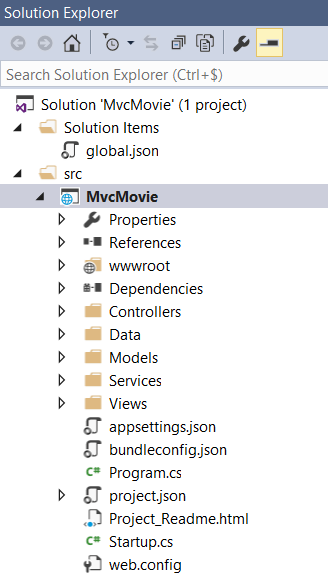 Solution Explorer
Search Solution Explorer (Ctrl+$)
Solution 'MvcMovie' (1 project)
Solution Items
global.json
src
MvcMovie
Properties
References
wwwroot
Dependencies
Controllers
Data
Models
Services
Views
appsettings.json
bundleconfig.json
C# Program.cs
project.json
Project_Readme.html
C# Startup.cs
web.config